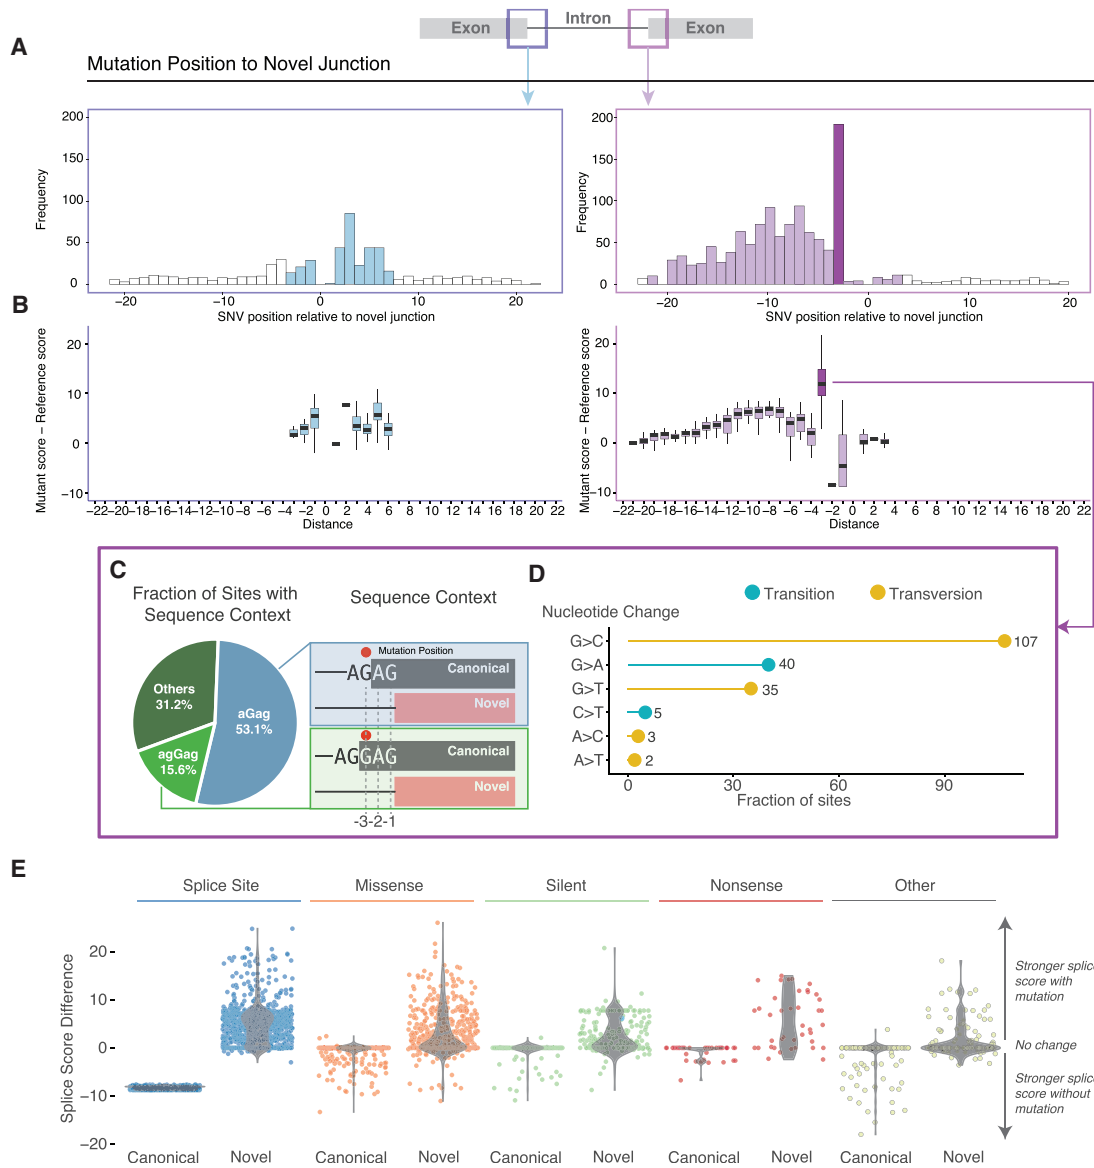 Exon
Intron
Exon
A
Mutation Position to Novel Junction
200
150
100
50
0
Frequency
−20
−10
0
10
20
SNV position relative to novel junction
200
150
100
50
0
Frequency
−20
−10
0
10
20
SNV position relative to novel junction
B
Mutant score − Reference score
20
10
0
−10
−22−20−18−16−14−12−10−8 −6 −4 −2 0 2 4 6 8 10 12 14 16 18 20 22
Distance
Mutant score − Reference score
20
10
0
−10
−22−20−18−16−14−12−10−8 −6 −4 −2 0 2 4 6 8 10 12 14 16 18 20 22
Distance
C
Fraction of Sites with
Sequence Context
Others
31.2%
aGag
53.1%
agGag
15.6%
Sequence Context
Mutation Position
AGAG
Canonical
Novel
AGGAG
Canonical
Novel
-3-2-1
D
Transition
Transversion
Nucleotide Change
G>C
107
G>A
40
G>T
35
C>T
5
A>C
3
A>T
2
0
30
60
90
Fraction of sites
E
Splice Site
Missense
Silent
Nonsense
Other
Splice Score Difference
20
10
0
−10
−20
Stronger splice
score with
mutation
No change
Stronger splice
score without
mutation
Canonical
Novel
Canonical
Novel
Canonical
Novel
Canonical
Novel
Canonical
Novel